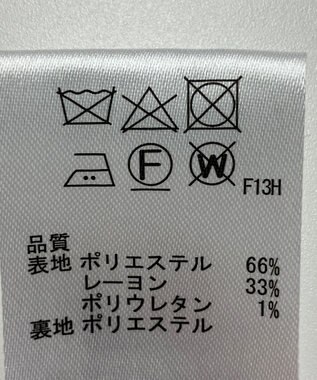 F W F13H
品質
表地 ポリエステル 66%
レーヨン 33%
ポリウレタン 1%
裏地 ポリエステル